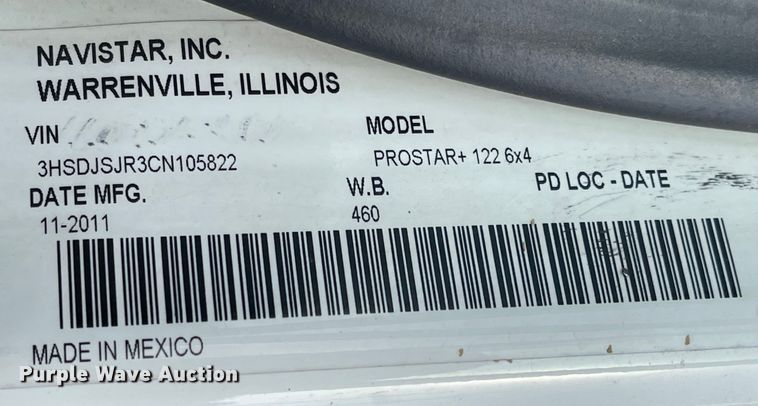 NAVISTAR, INC.
WARRENVILLE, ILLINOIS
VIN
3HSDJSJR3CN105822
MODEL
PROSTAR+ 122 6x4
DATE MFG.
11-2011
W.B.
460
PD LOC - DATE
MADE IN MEXICO
Purple Wave Auction